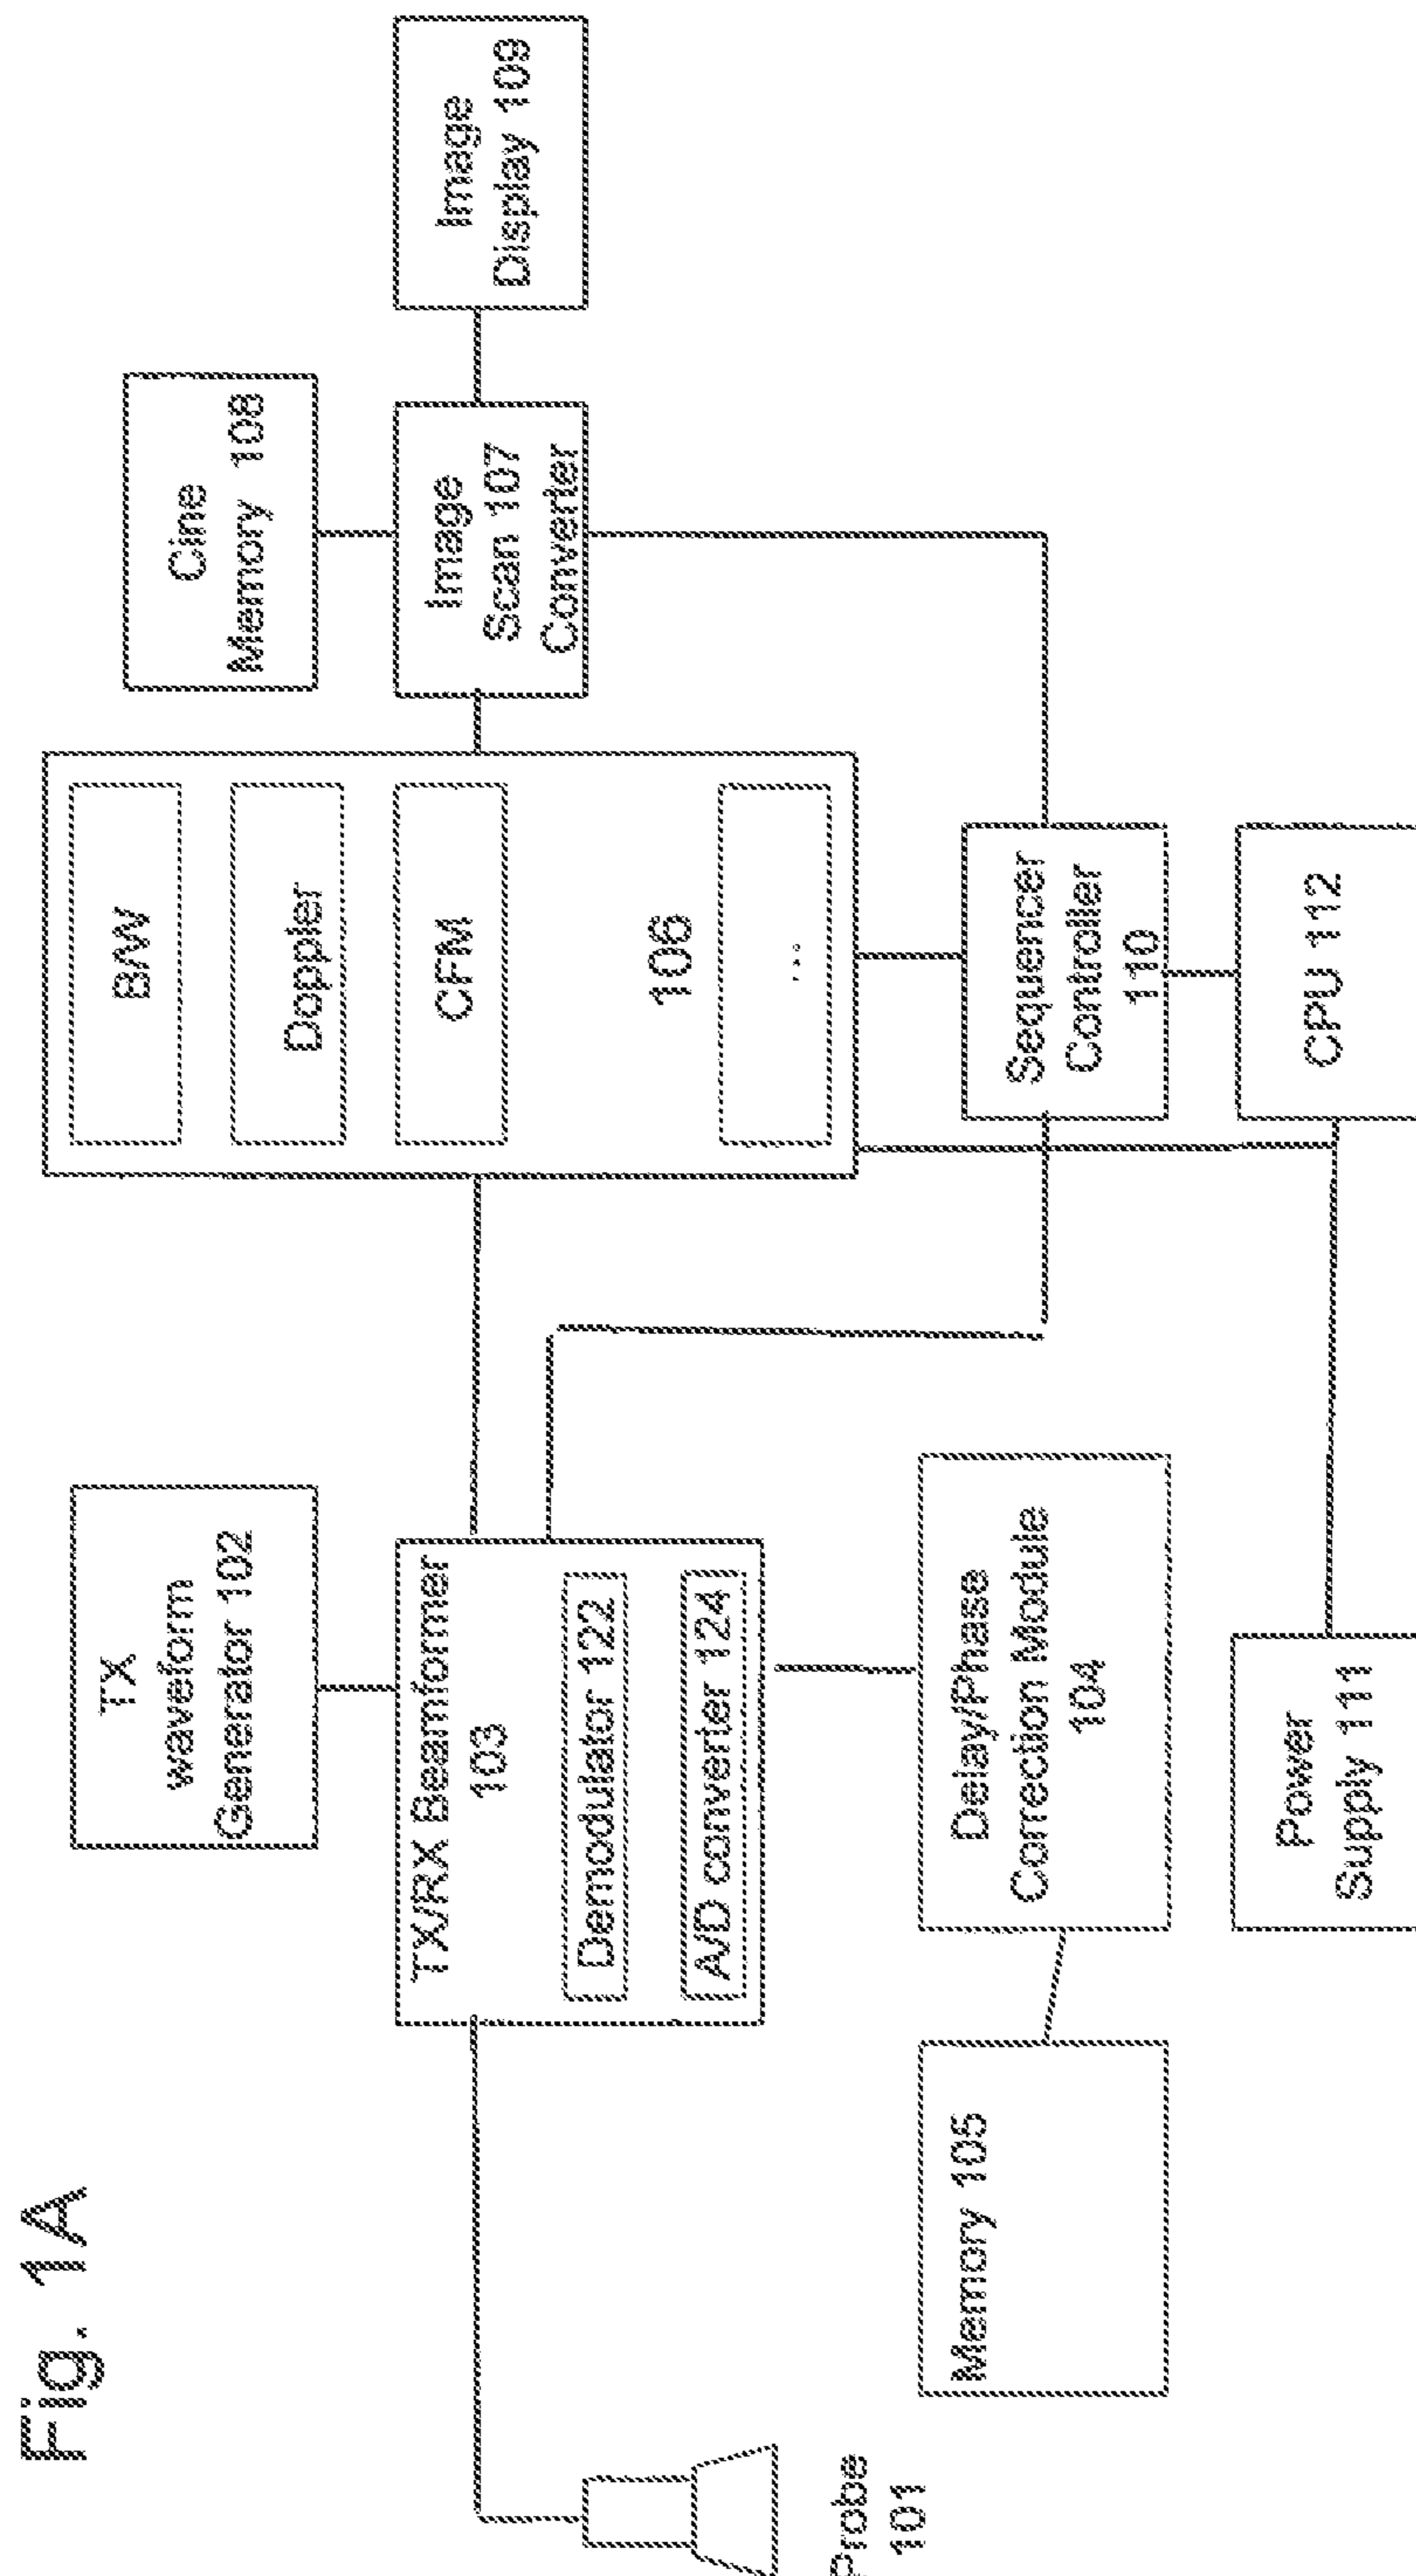 Fig. 1A
TX
waveform
Generator 102
TX/RX Beamformer
103
Demodulator 122
A/D converter 124
Probe
101
Memory 105
Delay/Phase
Correction Module
104
Power
Supply 111
B/W
Doppler
CFM
106
...
Sequencer
Controller
110
CPU 112
Cine
Memory 108
Image
Scan 107
Converter
Image
Display 109